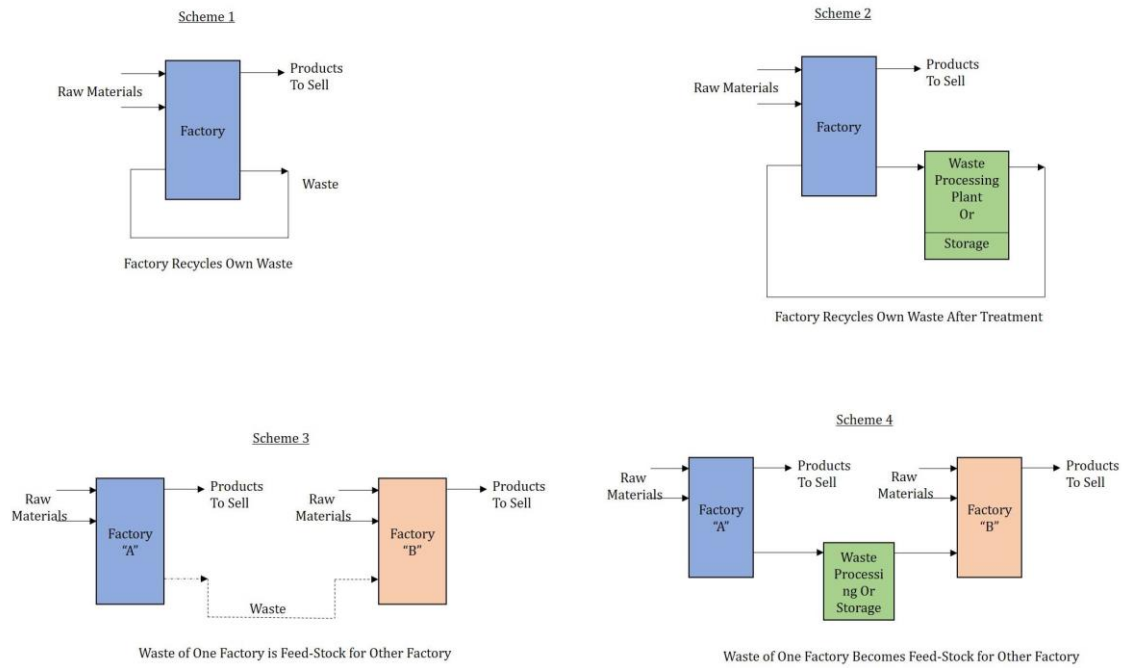 Scheme 1
Products
To Sell
Raw Materials
Factory
Waste
Factory Recycles Own Waste
Scheme 2
Products
To Sell
Raw Materials
Factory
Waste
Processing
Plant
Or
Storage
Factory Recycles Own Waste After Treatment
Scheme 3
Products
To Sell
Raw
Materials
Factory
“A”
Products
To Sell
Raw
Materials
Factory
“B”
Waste
Waste of One Factory is Feed-Stock for Other Factory
Scheme 4
Products
To Sell
Raw
Materials
Factory
“A”
Waste
Processi
ng Or
Storage
Products
To Sell
Raw
Materials
Factory
“B”
Waste of One Factory Becomes Feed-Stock for Other Factory